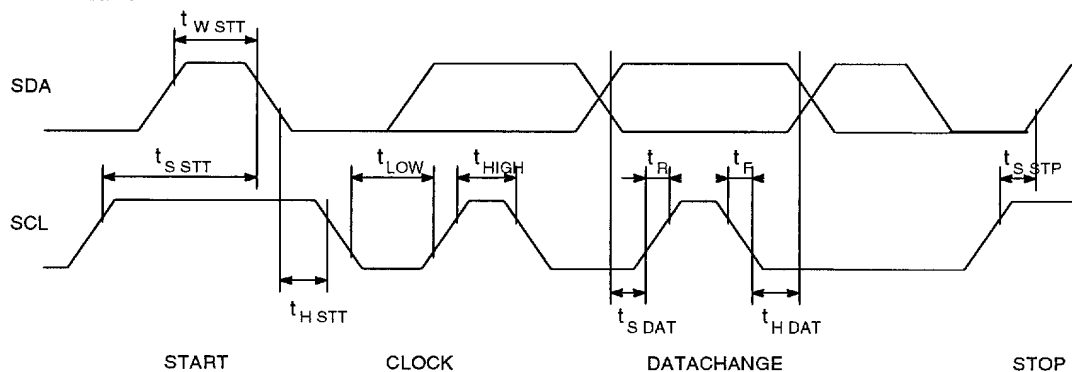 t W STT
SDA
t S STT
t LOW
t HIGH
t R
t F
t S STP
SCL
t H STT
t S DAT
t H DAT
START CLOCK DATACHANGE STOP